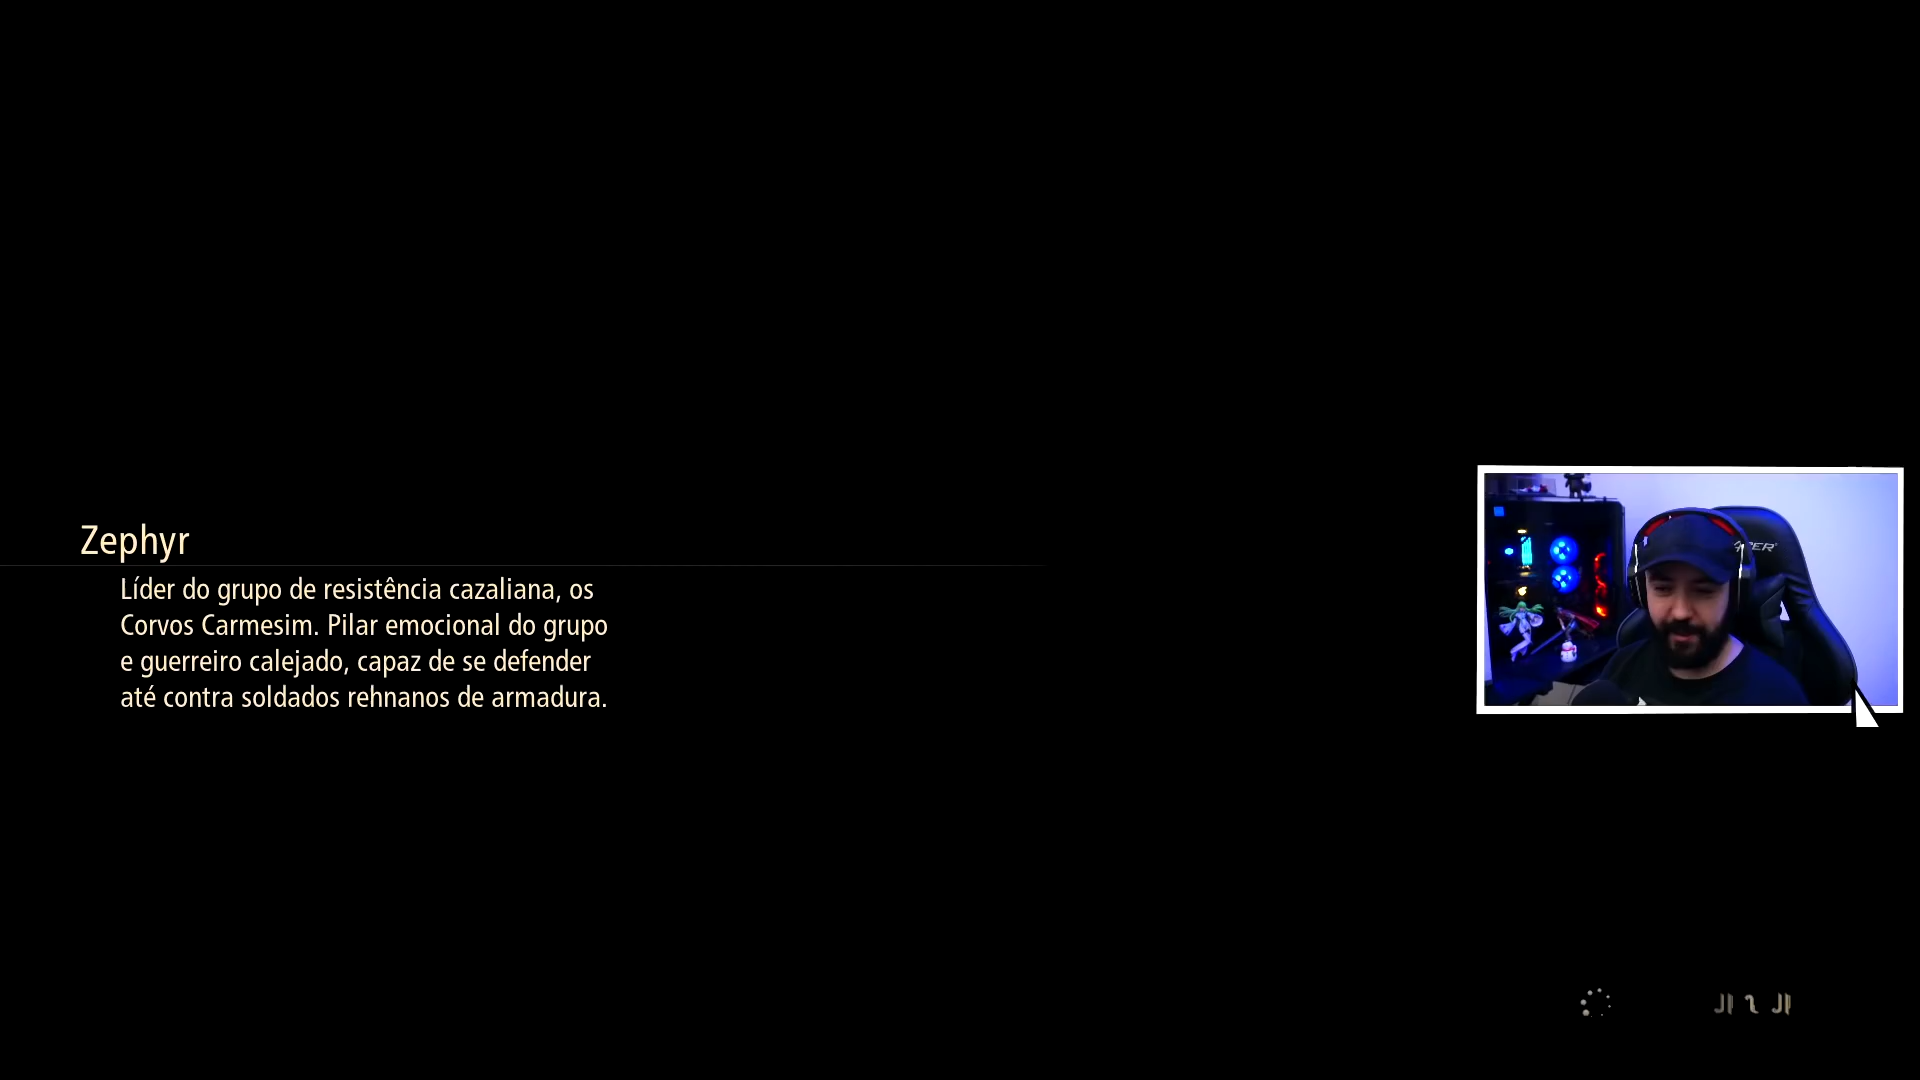 Zephyr
Líder do grupo de resistência cazaliana, os
Corvos Carmesim. Pilar emocional do grupo
e guerreiro calejado, capaz de se defender
até contra soldados rehnanos de armadura.